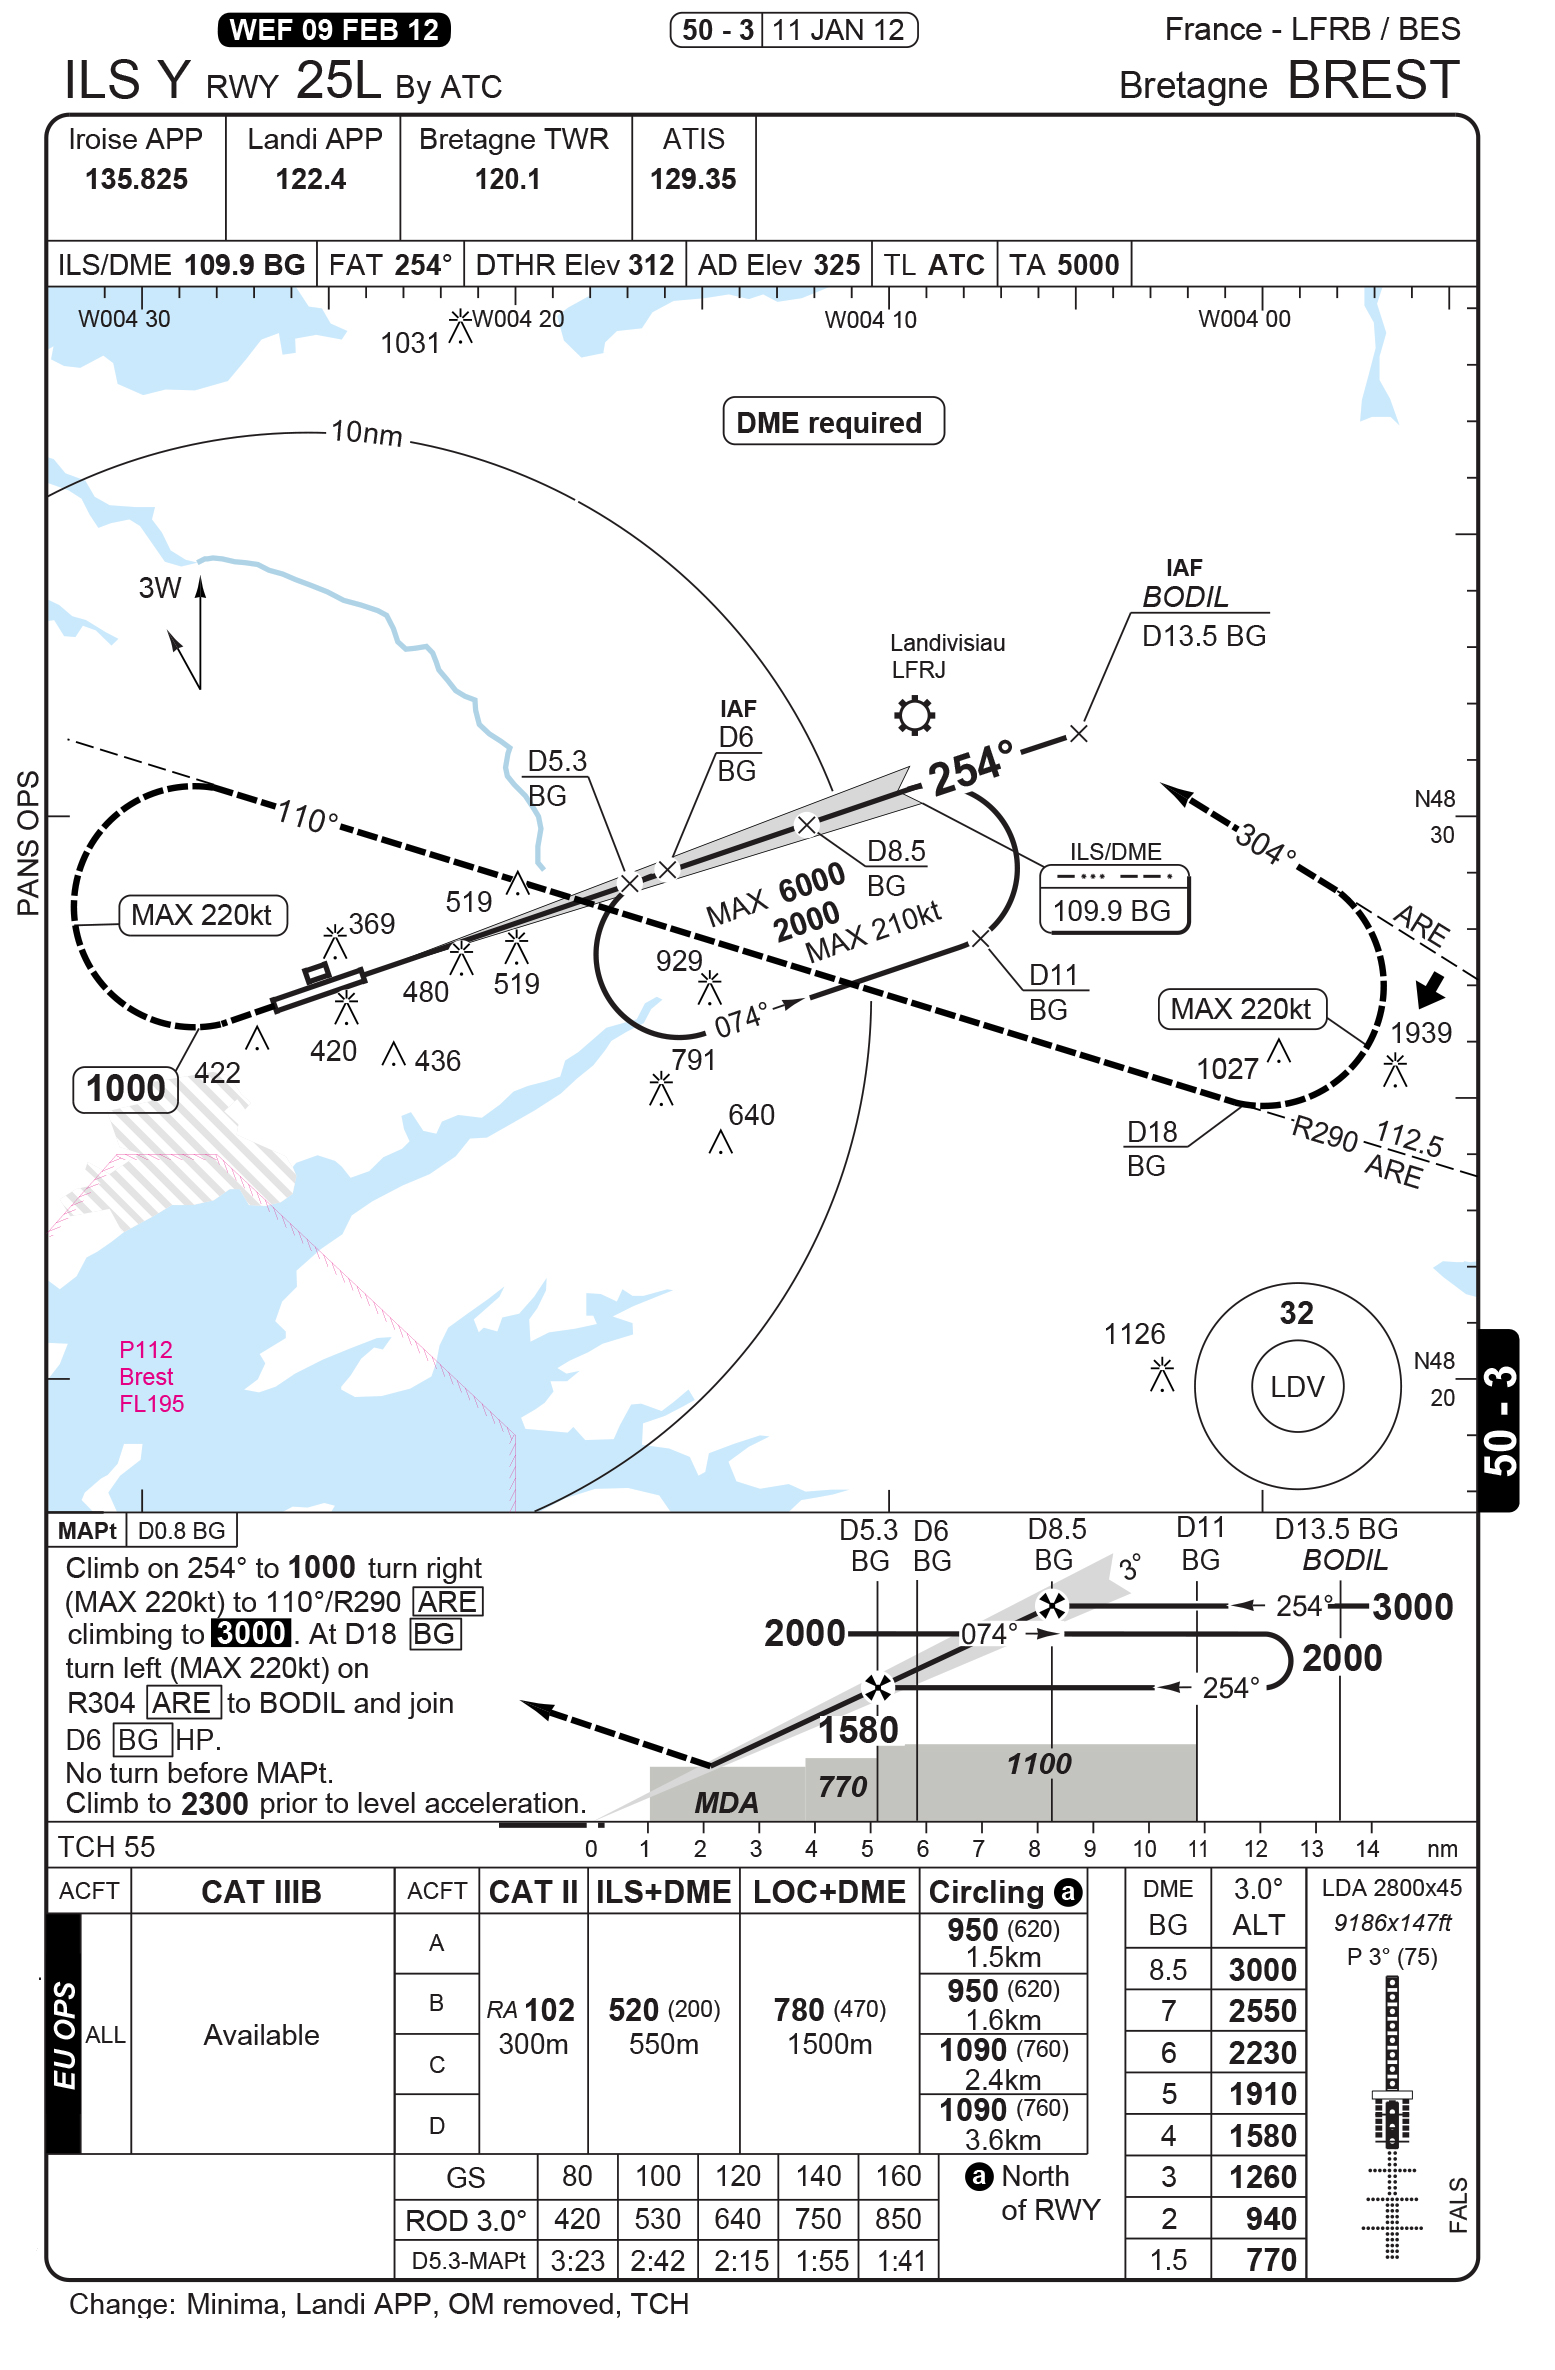 WEF 09 FEB 12
50 - 3 11 JAN 12
France - LFRB / BES
ILS Y RWY 25L By ATC
Bretagne BREST
Iroise APP Landi APP Bretagne TWR ATIS
135.825 122.4 120.1 129.35
ILS/DME 109.9 BG FAT 254° DTHR Elev 312 AD Elev 325 TL ATC TA 5000
W004 30 W004 20 W004 10 W004 00
1031
DME required
10nm
IAF
BODIL
D13.5 BG
3W
Landivisiau
LFRJ
IAF
D6
BG
D5.3
BG
254°
PANS OPS
110°
N48
30
304°
D8.5
BG
ILS/DME
109.9 BG
MAX 6000
2000
MAX 210kt
519
MAX 220kt
369
ARE
929
480
519
D11
BG
MAX 220kt
074°
1939
420
436
422
791
1027
1000
640
D18
BG
R290 112.5
ARE
32
LDV
1126
P112
Brest
FL195
N48
20
50 - 3
MAPt D0.8 BG
Climb on 254° to 1000 turn right
(MAX 220kt) to 110°/R290 ARE
climbing to 3000. At D18 BG
turn left (MAX 220kt) on
R304 ARE to BODIL and join
D6 BG HP.
No turn before MAPt.
Climb to 2300 prior to level acceleration.
D5.3 D6 D8.5 D11 D13.5 BG
BG BG BG BG BODIL
3°
254° 3000
2000 074°
2000
254°
1580
1100
770
MDA
TCH 55
0 1 2 3 4 5 6 7 8 9 10 11 12 13 14 nm
ACFT CAT IIIB ACFT CAT II ILS+DME LOC+DME Circling a
EU OPS
ALL
Available
A
B
C
D
RA 102
300m
520 (200)
550m
780 (470)
1500m
950 (620)
1.5km
950 (620)
1.6km
1090 (760)
2.4km
1090 (760)
3.6km
GS 80 100 120 140 160
ROD 3.0° 420 530 640 750 850
D5.3-MAPt 3:23 2:42 2:15 1:55 1:41
a North
of RWY
DME 3.0°
BG ALT
8.5 3000
7 2550
6 2230
5 1910
4 1580
3 1260
2 940
1.5 770
LDA 2800x45
9186x147ft
P 3° (75)
FALS
Change: Minima, Landi APP, OM removed, TCH